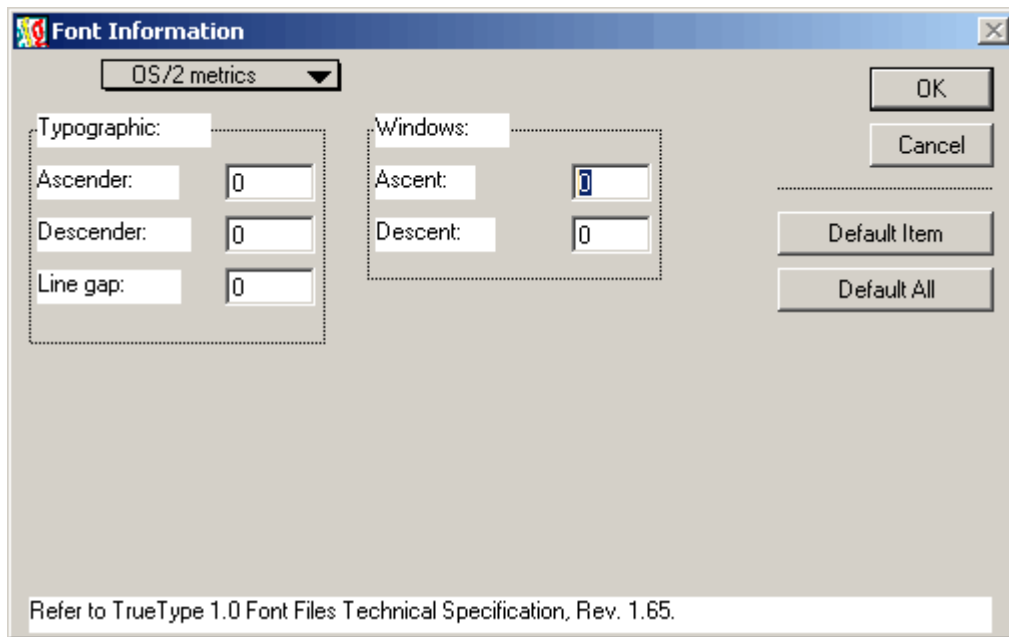 Font Information
OS/2 metrics
OK
Cancel
Typographic:
Ascender: 0
Descender: 0
Line gap: 0
Windows:
Ascent: 0
Descent: 0
Default Item
Default All
Refer to TrueType 1.0 Font Files Technical Specification, Rev. 1.65.